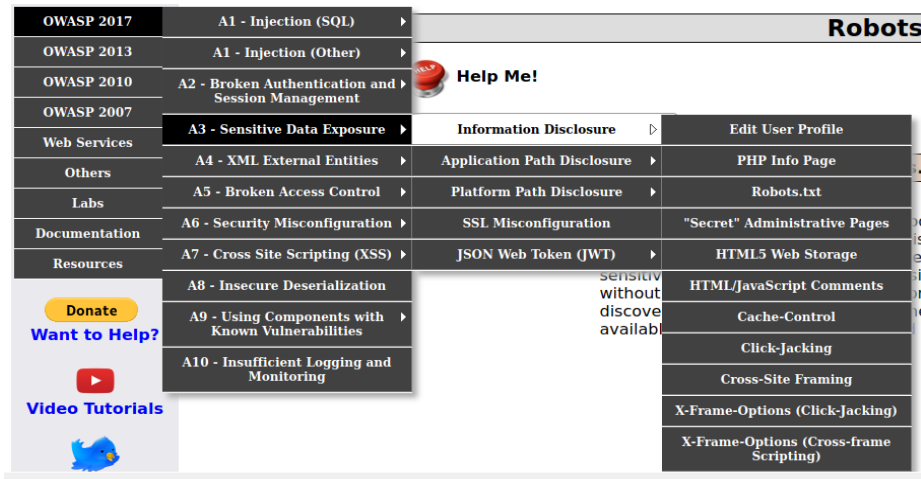 OWASP 2017
OWASP 2013
OWASP 2010
OWASP 2007
Web Services
Others
Labs
Documentation
Resources
Donate
Want to Help?
Video Tutorials
A1 - Injection (SQL)
A1 - Injection (Other)
A2 - Broken Authentication and
Session Management
A3 - Sensitive Data Exposure
A4 - XML External Entities
A5 - Broken Access Control
A6 - Security Misconfiguration
A7 - Cross Site Scripting (XSS)
A8 - Insecure Deserialization
A9 - Using Components with
Known Vulnerabilities
A10 - Insufficient Logging and
Monitoring
Robots
HELP
Help Me!
Information Disclosure
Application Path Disclosure
Platform Path Disclosure
SSL Misconfiguration
JSON Web Token (JWT)
without
Edit User Profile
PHP Info Page
Robots.txt
"Secret" Administrative Pages
HTML5 Web Storage
HTML/JavaScript Comments
Cache-Control
Click-Jacking
Cross-Site Framing
X-Frame-Options (Click-Jacking)
X-Frame-Options (Cross-frame
Scripting)